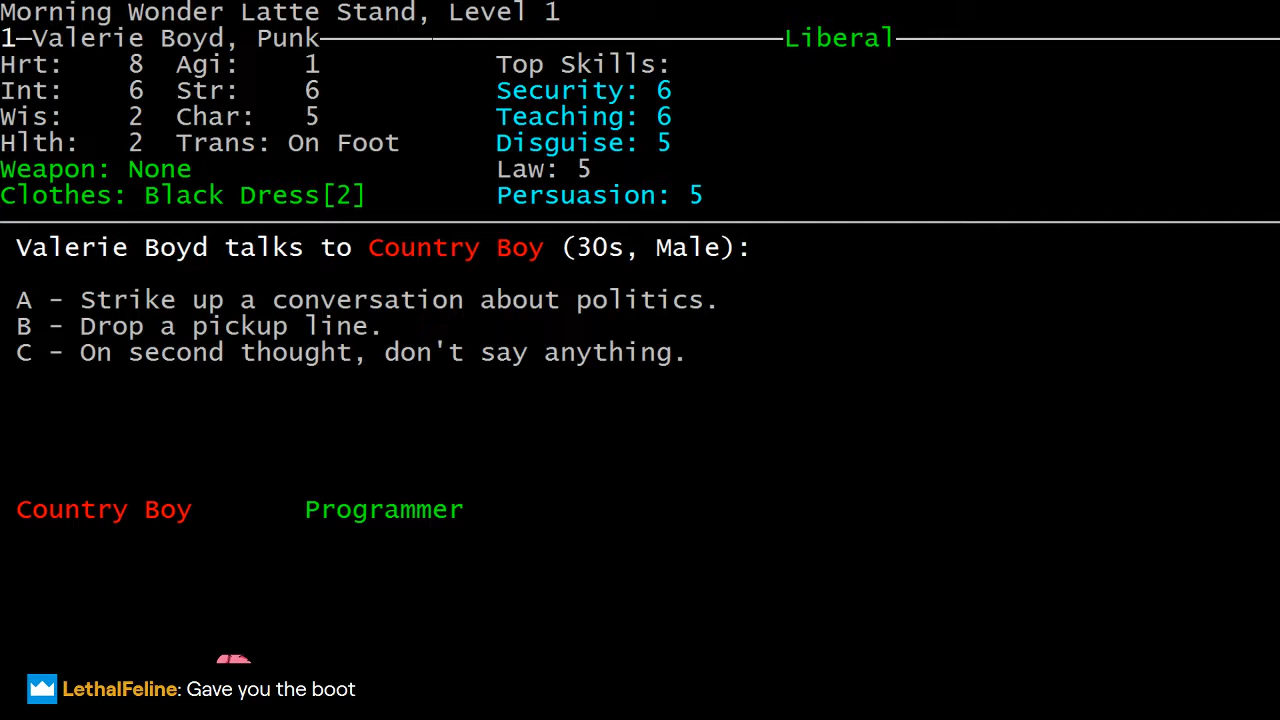 Morning Wonder Latte Stand, Level 1
1—Valerie Boyd, Punk Liberal
Hrt: 8 Agi: 1 Top Skills:
Int: 6 Str: 6 Security: 6
Wis: 2 Char: 5 Teaching: 6
Hlth: 2 Trans: On Foot Disguise: 5
Weapon: None Law: 5
Clothes: Black Dress[2] Persuasion: 5
Valerie Boyd talks to Country Boy (30s, Male):
A - Strike up a conversation about politics.
B - Drop a pickup line.
C - On second thought, don't say anything.
Country Boy Programmer
LethalFeline: Gave you the boot